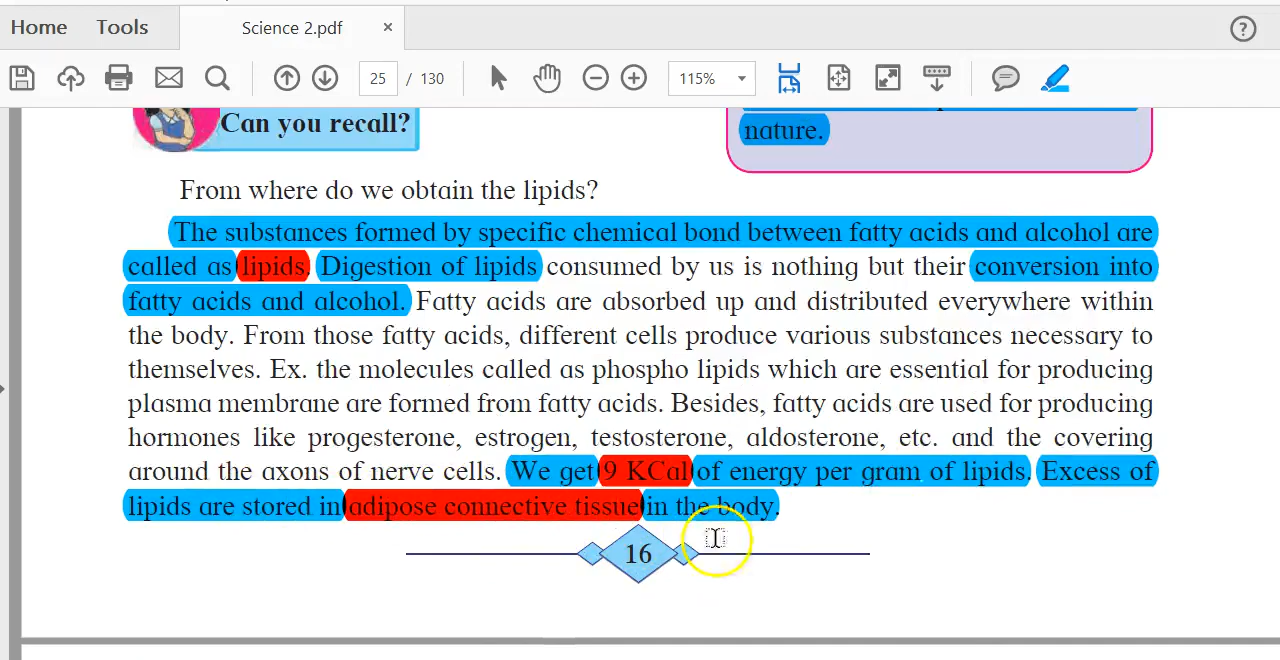 Home Tools Science 2.pdf ×
25 / 130 115%
Can you recall?
nature.
From where do we obtain the lipids?
The substances formed by specific chemical bond between fatty acids and alcohol are
called as lipids. Digestion of lipids consumed by us is nothing but their conversion into
fatty acids and alcohol. Fatty acids are absorbed up and distributed everywhere within
the body. From those fatty acids, different cells produce various substances necessary to
themselves. Ex. the molecules called as phospho lipids which are essential for producing
plasma membrane are formed from fatty acids. Besides, fatty acids are used for producing
hormones like progesterone, estrogen, testosterone, aldosterone, etc. and the covering
around the axons of nerve cells. We get 9 KCal of energy per gram of lipids. Excess of
lipids are stored in adipose connective tissue in the body.
16